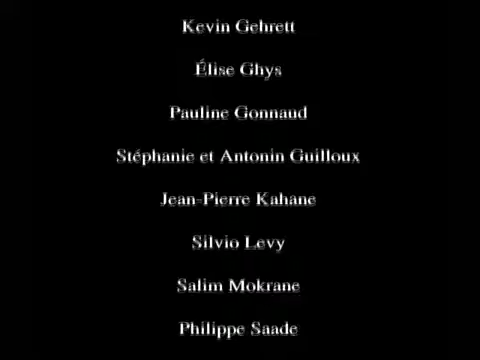 Kevin Gehrett
Élise Ghys
Pauline Gonnaud
Stéphanie et Antonin Guilloux
Jean-Pierre Kahane
Silvio Levy
Salim Mokrane
Philippe Saade